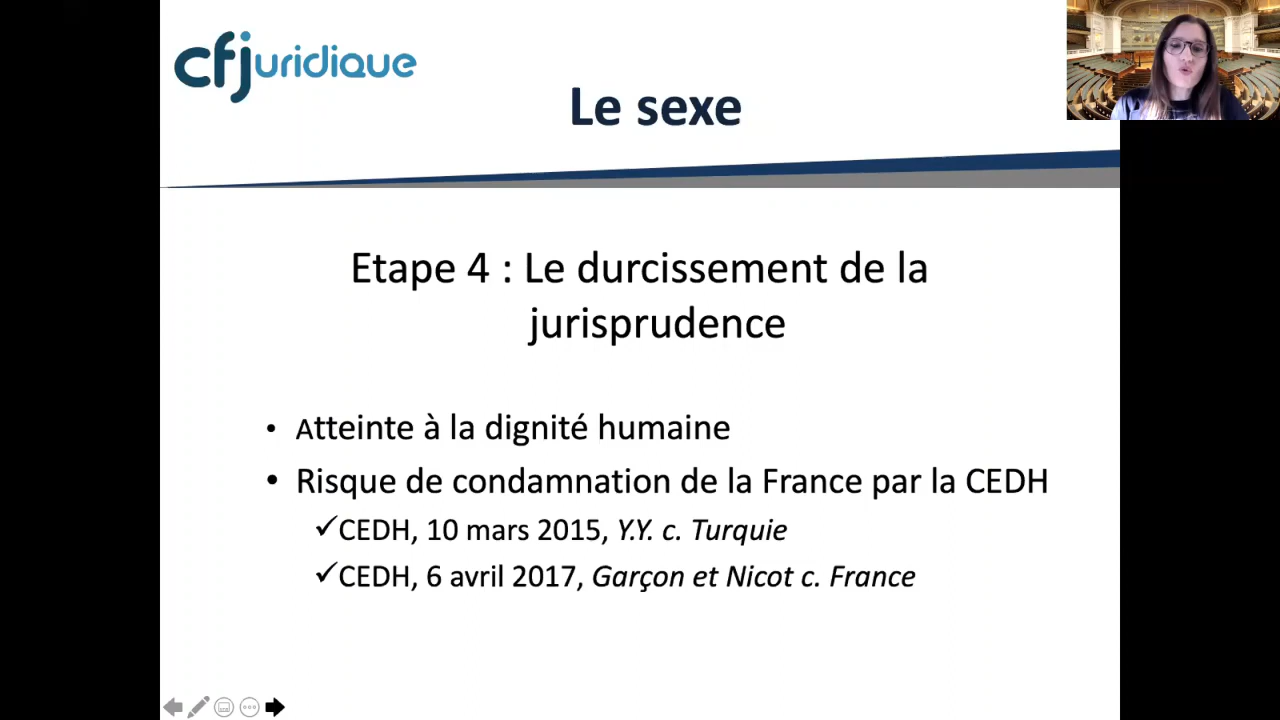 cfjuridique
Le sexe
Etape 4 : Le durcissement de la
jurisprudence
• Atteinte à la dignité humaine
• Risque de condamnation de la France par la CEDH
✓CEDH, 10 mars 2015, Y.Y. c. Turquie
✓CEDH, 6 avril 2017, Garçon et Nicot c. France